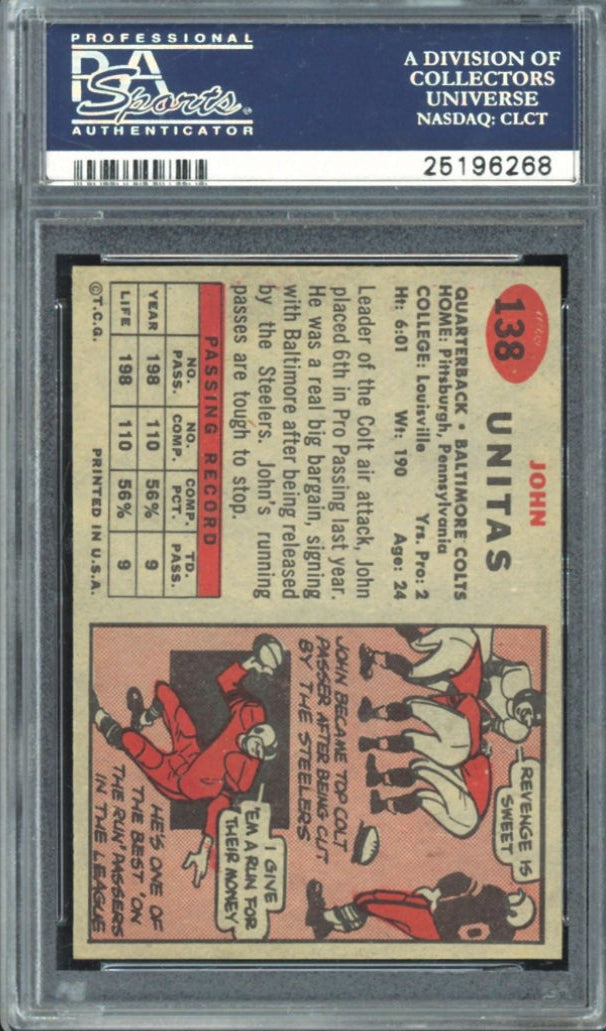 PROFESSIONAL
PSA
Sports
AUTHENTICATOR
A DIVISION OF
COLLECTORS
UNIVERSE
NASDAQ: CLCT
25196268
138
JOHN
UNITAS
QUARTERBACK • BALTIMORE COLTS
HOME: Pittsburgh, Pennsylvania
COLLEGE: Louisville Yrs. Pro: 2
Ht: 6:01 Wt: 190 Age: 24
Leader of the Colt air attack, John
placed 6th in Pro Passing last year.
He was a real big bargain, signing
with Baltimore after being released
by the Steelers. John's running
passes are tough to stop.
PASSING RECORD
NO. PASS. NO. COMP. COMP. PCT. TD. PASS.
YEAR 198 110 56% 9
LIFE 198 110 56% 9
©T.C.G. PRINTED IN U.S.A.
REVENGE IS
SWEET
JOHN BECAME TOP COLT
PASSER AFTER BEING CUT
BY THE STEELERS
I GIVE
'EM A RUN FOR
THEIR MONEY
HE'S ONE OF
THE BEST 'ON
THE RUN' PASSERS
IN THE LEAGUE